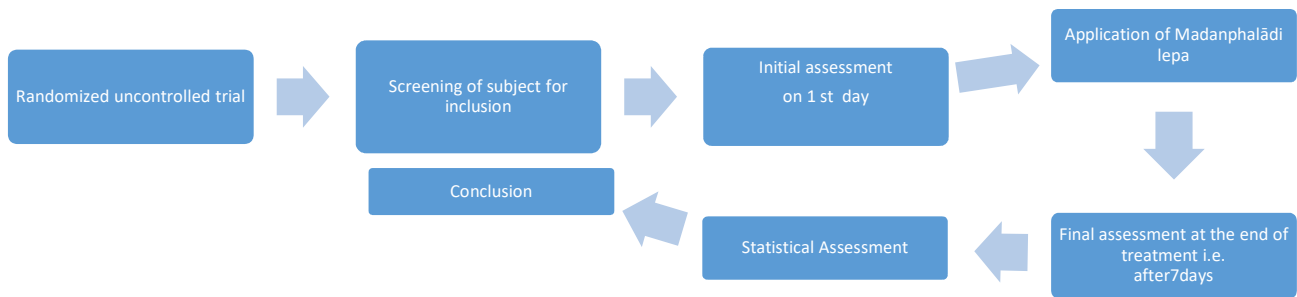 Randomized uncontrolled trial
Screening of subject for
inclusion
Initial assessment
on 1 st day
Application of Madanphalādi
lepa
Final assessment at the end of
treatment i.e.
after7days
Statistical Assessment
Conclusion